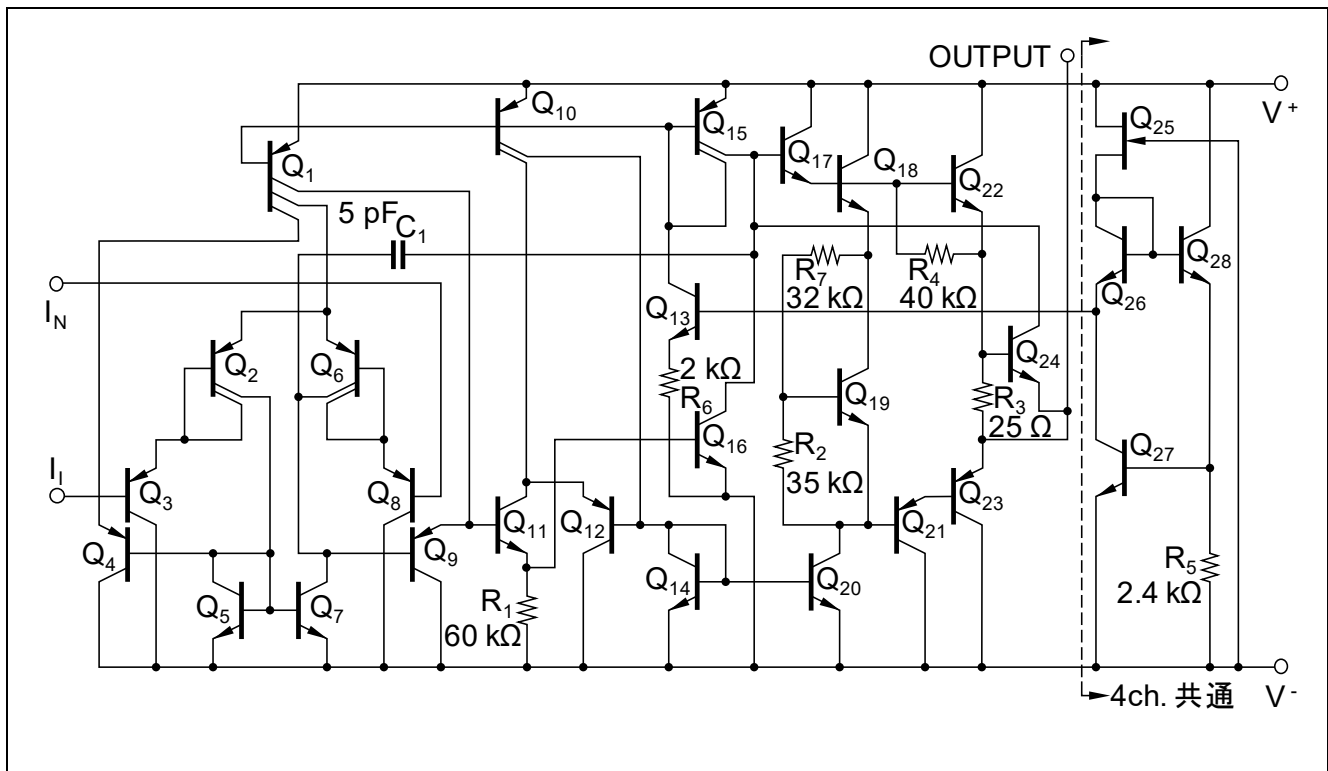 OUTPUT
V+
Q10
Q15
Q25
Q1
Q17
Q18
Q22
5 pF
C1
Q28
IN
R7
32 kΩ
R4
40 kΩ
Q26
Q13
Q2
Q6
2 kΩ
R6
Q24
Q19
R3
25 Ω
Q16
R2
35 kΩ
Q27
II
Q3
Q8
Q23
Q4
Q9
Q11
Q12
Q21
Q5
Q7
R1
60 kΩ
Q14
Q20
R5
2.4 kΩ
4ch. 共通
V-